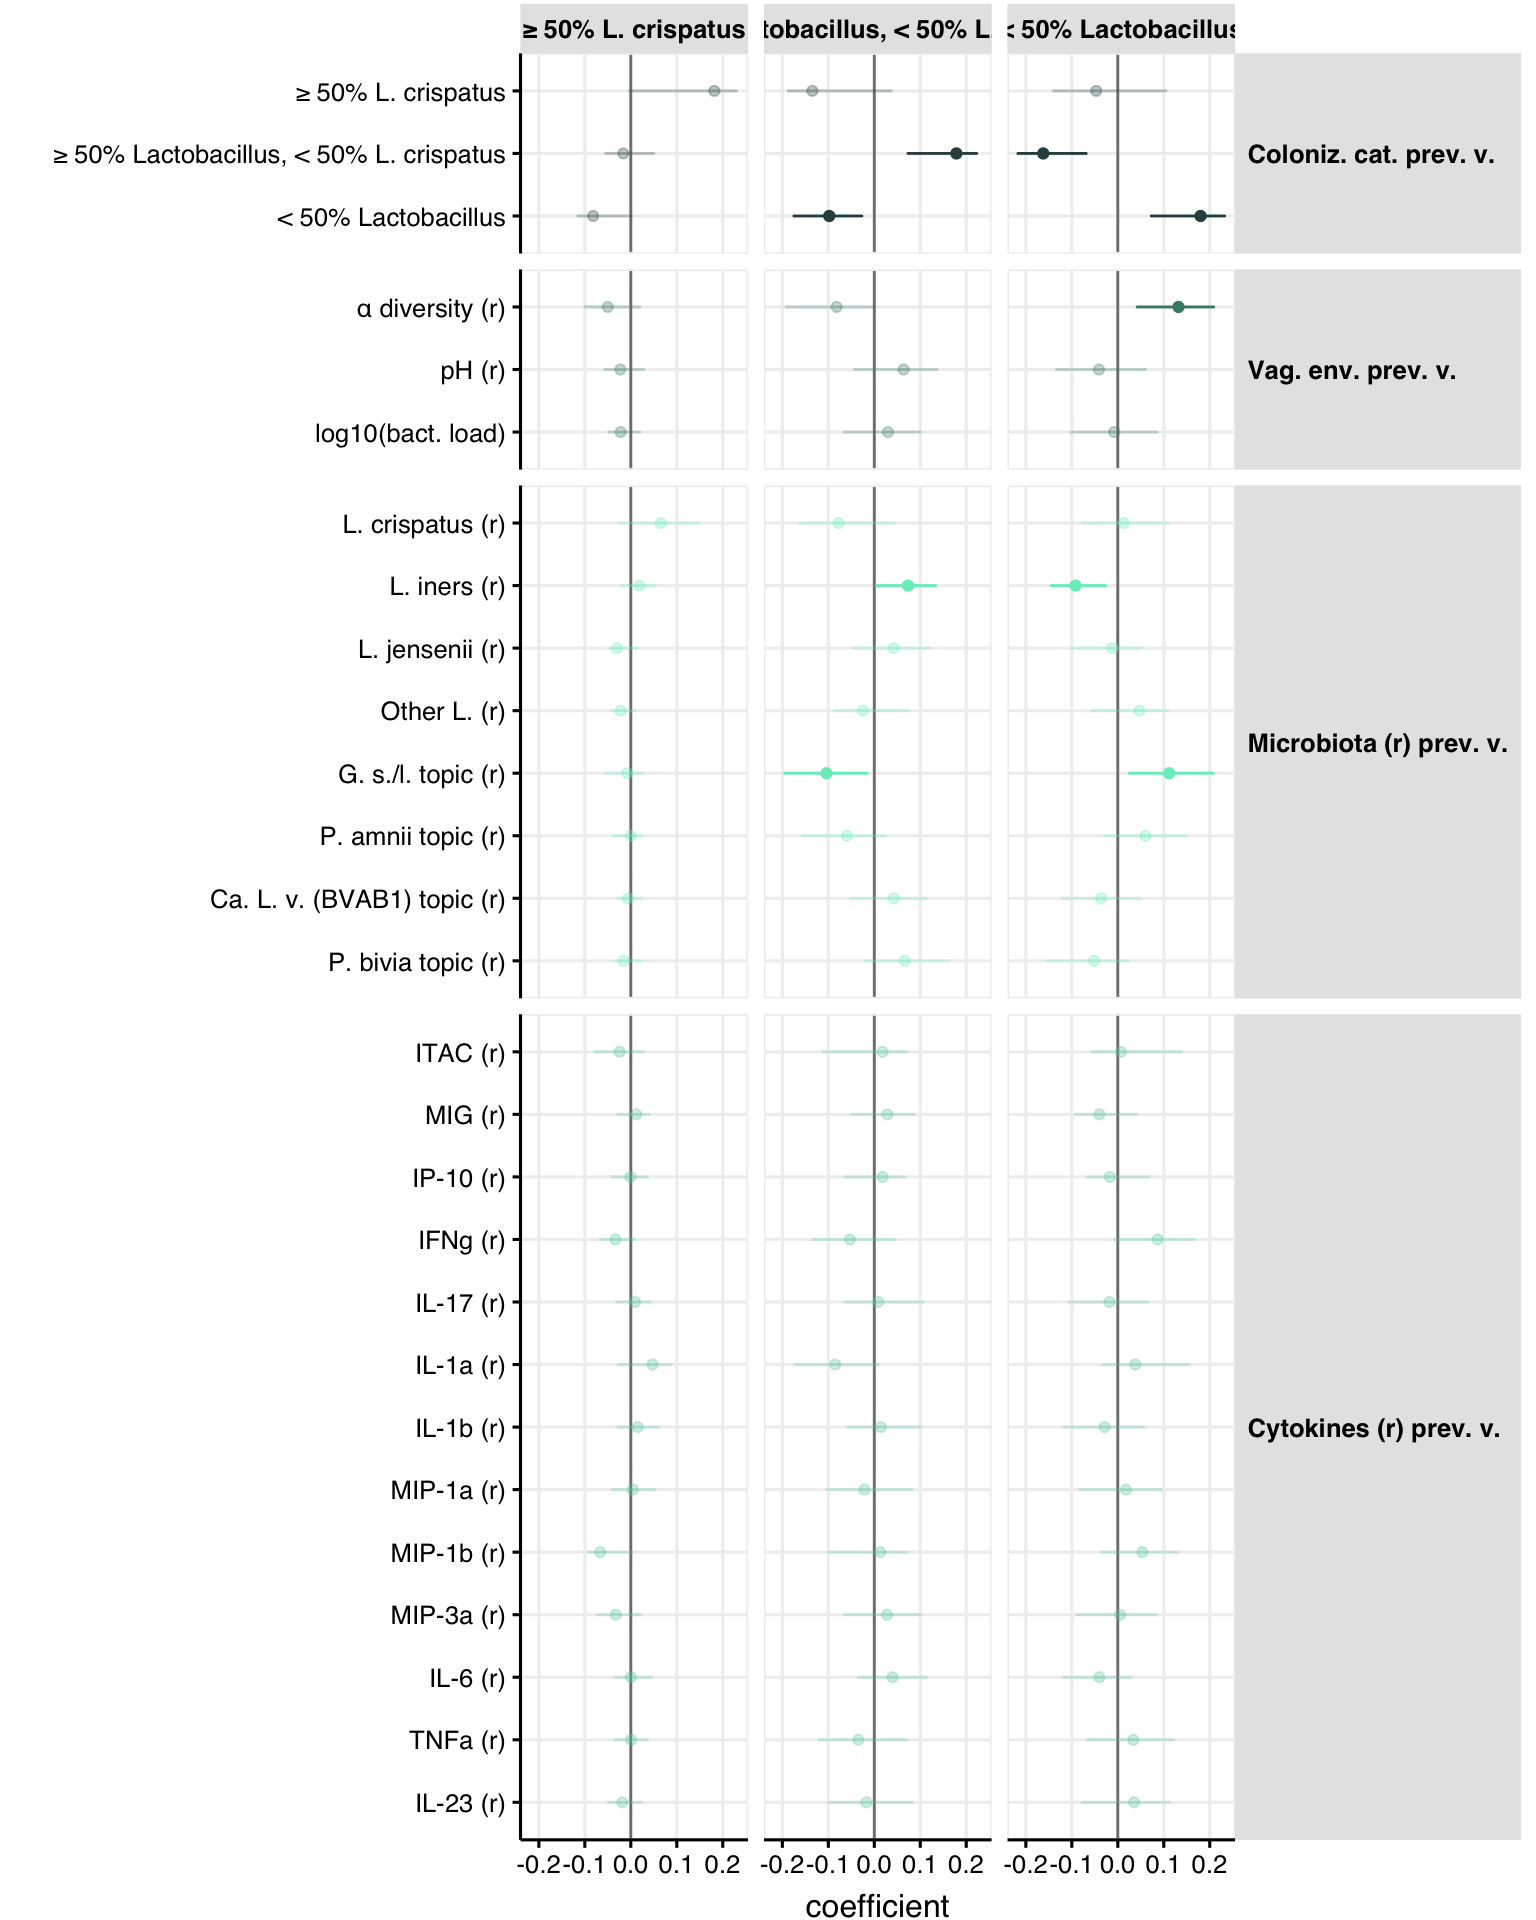 ≥ 50% L. crispatus
tobacillus, < 50% L.
< 50% Lactobacillus
≥ 50% L. crispatus
≥ 50% Lactobacillus, < 50% L. crispatus
< 50% Lactobacillus
Coloniz. cat. prev. v.
α diversity (r)
pH (r)
log10(bact. load)
Vag. env. prev. v.
L. crispatus (r)
L. iners (r)
L. jensenii (r)
Other L. (r)
G. s./l. topic (r)
P. amnii topic (r)
Ca. L. v. (BVAB1) topic (r)
P. bivia topic (r)
Microbiota (r) prev. v.
ITAC (r)
MIG (r)
IP-10 (r)
IFNg (r)
IL-17 (r)
IL-1a (r)
IL-1b (r)
MIP-1a (r)
MIP-1b (r)
MIP-3a (r)
IL-6 (r)
TNFa (r)
IL-23 (r)
Cytokines (r) prev. v.
-0.2 -0.1 0.0 0.1 0.2
-0.2 -0.1 0.0 0.1 0.2
-0.2 -0.1 0.0 0.1 0.2
coefficient